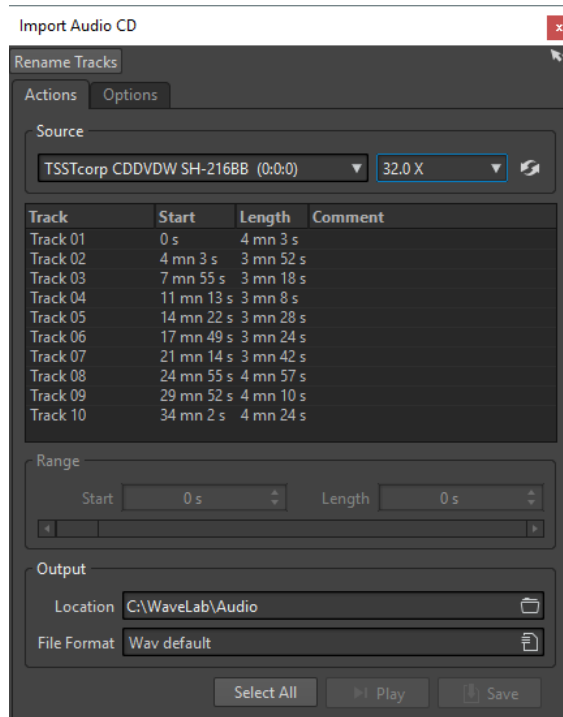 Import Audio CD
x
Rename Tracks
Actions Options
Source
TSSTcorp CDDVDW SH-216BB (0:0:0) 32.0 X
Track Start Length Comment
Track 01 0 s 4 mn 3 s
Track 02 4 mn 3 s 3 mn 52 s
Track 03 7 mn 55 s 3 mn 18 s
Track 04 11 mn 13 s 3 mn 8 s
Track 05 14 mn 22 s 3 mn 28 s
Track 06 17 mn 49 s 3 mn 24 s
Track 07 21 mn 14 s 3 mn 42 s
Track 08 24 mn 55 s 4 mn 57 s
Track 09 29 mn 52 s 4 mn 10 s
Track 10 34 mn 2 s 4 mn 24 s
Range
Start 0 s Length 0 s
Output
Location C:\WaveLab\Audio
File Format Wav default
Select All Play Save